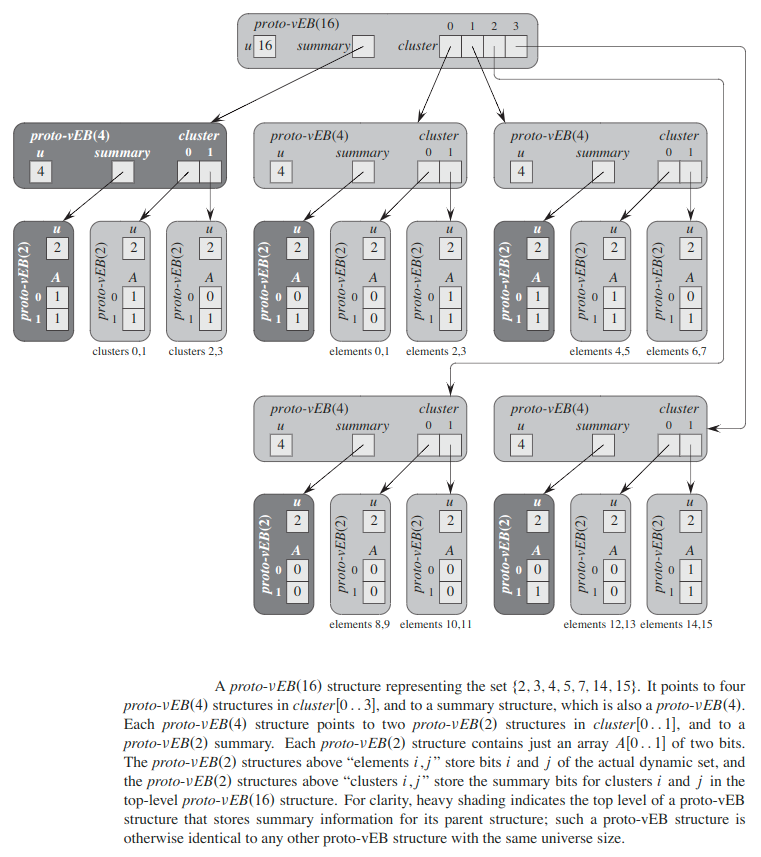 proto-vEB(16)
u 16 summary cluster 0 1 2 3
proto-vEB(4) cluster proto-vEB(4) cluster proto-vEB(4) cluster
u summary 0 1 u summary 0 1 u summary 0 1
4 4 4
proto-vEB(2) u 2 A 0 1 1 1
proto-vEB(2) u 2 A 0 1 1 1
proto-vEB(2) u 2 A 0 0 1 1
proto-vEB(2) u 2 A 0 0 1 1
proto-vEB(2) u 2 A 0 0 1 0
proto-vEB(2) u 2 A 0 1 1 1
proto-vEB(2) u 2 A 0 1 1 1
proto-vEB(2) u 2 A 0 1 1 1
proto-vEB(2) u 2 A 0 0 1 1
clusters 0,1 clusters 2,3 elements 0,1 elements 2,3 elements 4,5 elements 6,7
proto-vEB(4) cluster proto-vEB(4) cluster
u summary 0 1 u summary 0 1
4 4
proto-vEB(2) u 2 A 0 0 1 0
proto-vEB(2) u 2 A 0 0 1 0
proto-vEB(2) u 2 A 0 0 1 0
proto-vEB(2) u 2 A 0 0 1 1
proto-vEB(2) u 2 A 0 0 1 0
proto-vEB(2) u 2 A 0 1 1 1
elements 8,9 elements 10,11 elements 12,13 elements 14,15
A proto-vEB(16) structure representing the set {2, 3, 4, 5, 7, 14, 15}. It points to four
proto-vEB(4) structures in cluster[0 . . 3], and to a summary structure, which is also a proto-vEB(4).
Each proto-vEB(4) structure points to two proto-vEB(2) structures in cluster[0 . . 1], and to a
proto-vEB(2) summary. Each proto-vEB(2) structure contains just an array A[0 . . 1] of two bits.
The proto-vEB(2) structures above “elements i,j” store bits i and j of the actual dynamic set, and
the proto-vEB(2) structures above “clusters i,j” store the summary bits for clusters i and j in the
top-level proto-vEB(16) structure. For clarity, heavy shading indicates the top level of a proto-vEB
structure that stores summary information for its parent structure; such a proto-vEB structure is
otherwise identical to any other proto-vEB structure with the same universe size.